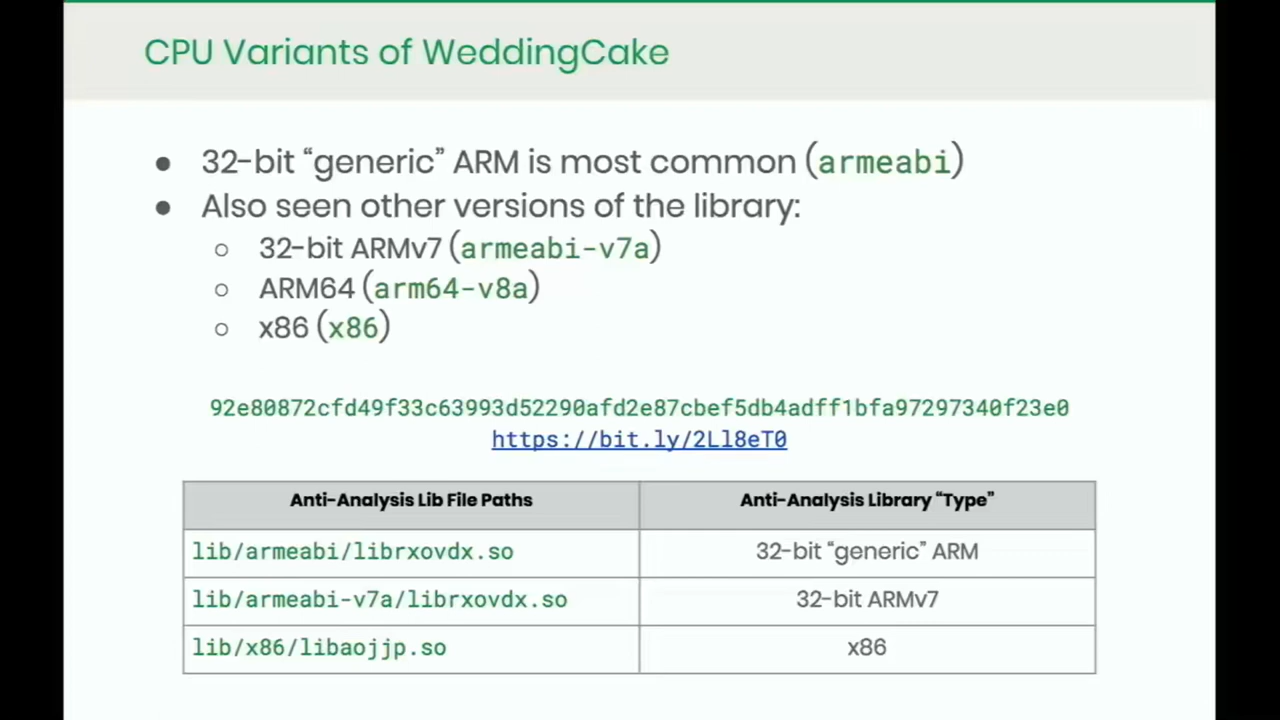 CPU Variants of WeddingCake
● 32-bit “generic” ARM is most common (armeabi)
● Also seen other versions of the library:
○ 32-bit ARMv7 (armeabi-v7a)
○ ARM64 (arm64-v8a)
○ x86 (x86)
92e80872cfd49f33c63993d52290afd2e87cbef5db4adff1bfa97297340f23e0
https://bit.ly/2Ll8eT0
Anti-Analysis Lib File Paths Anti-Analysis Library “Type”
lib/armeabi/librxovdx.so 32-bit “generic” ARM
lib/armeabi-v7a/librxovdx.so 32-bit ARMv7
lib/x86/libaojjp.so x86